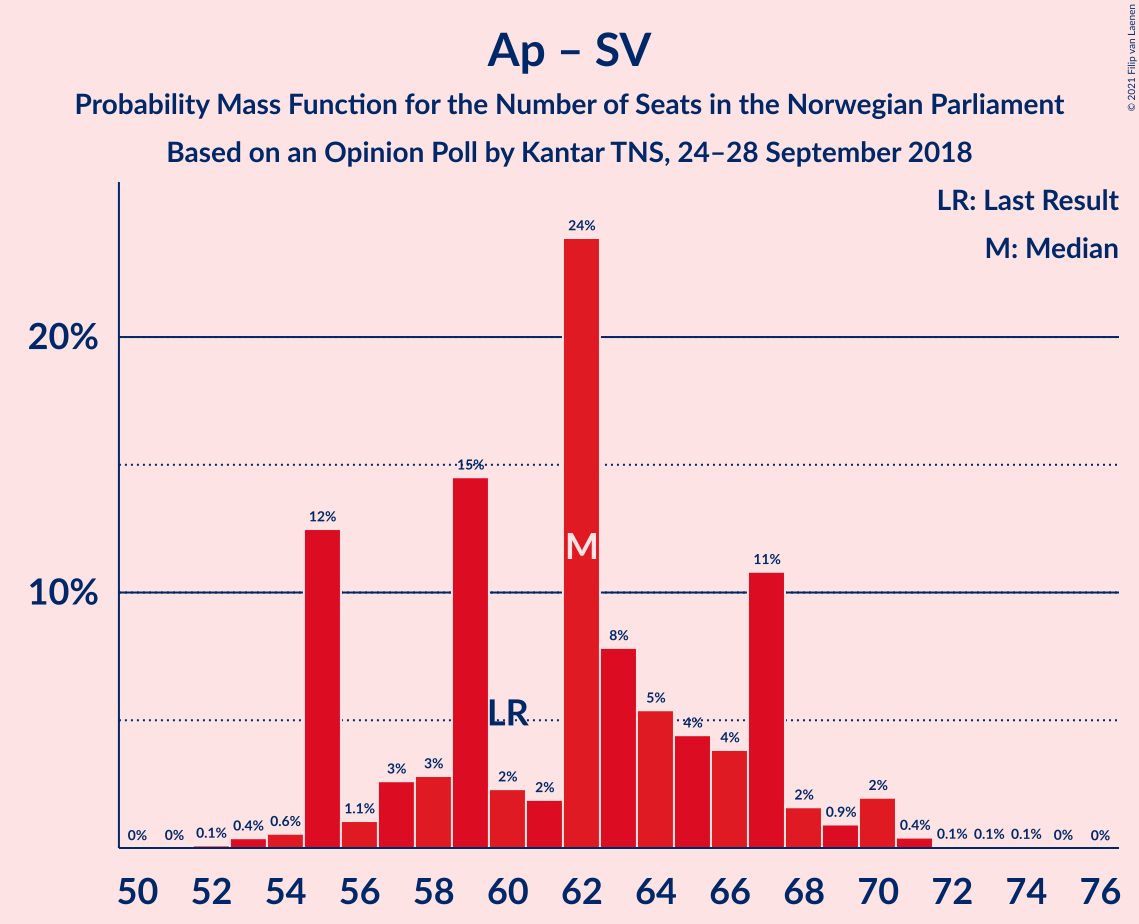 Ap – SV
Probability Mass Function for the Number of Seats in the Norwegian Parliament
Based on an Opinion Poll by Kantar TNS, 24–28 September 2018
© 2021 Filip van Laenen
LR: Last Result
M: Median
20%
10%
0% 0% 0.1% 0.4% 0.6% 12% 1.1% 3% 3% 15% 2% 2% 24% 8% 5% 4% 4% 11% 2% 0.9% 2% 0.4% 0.1% 0.1% 0.1% 0% 0%
LR
M
50 52 54 56 58 60 62 64 66 68 70 72 74 76